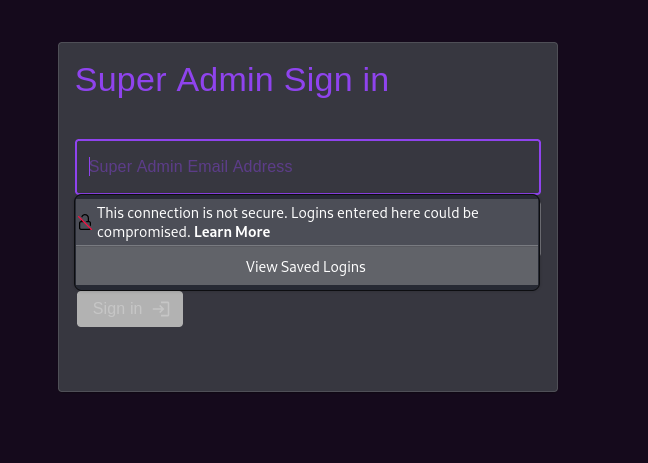 Super Admin Sign in
Super Admin Email Address
This connection is not secure. Logins entered here could be
compromised. Learn More
View Saved Logins
Sign in